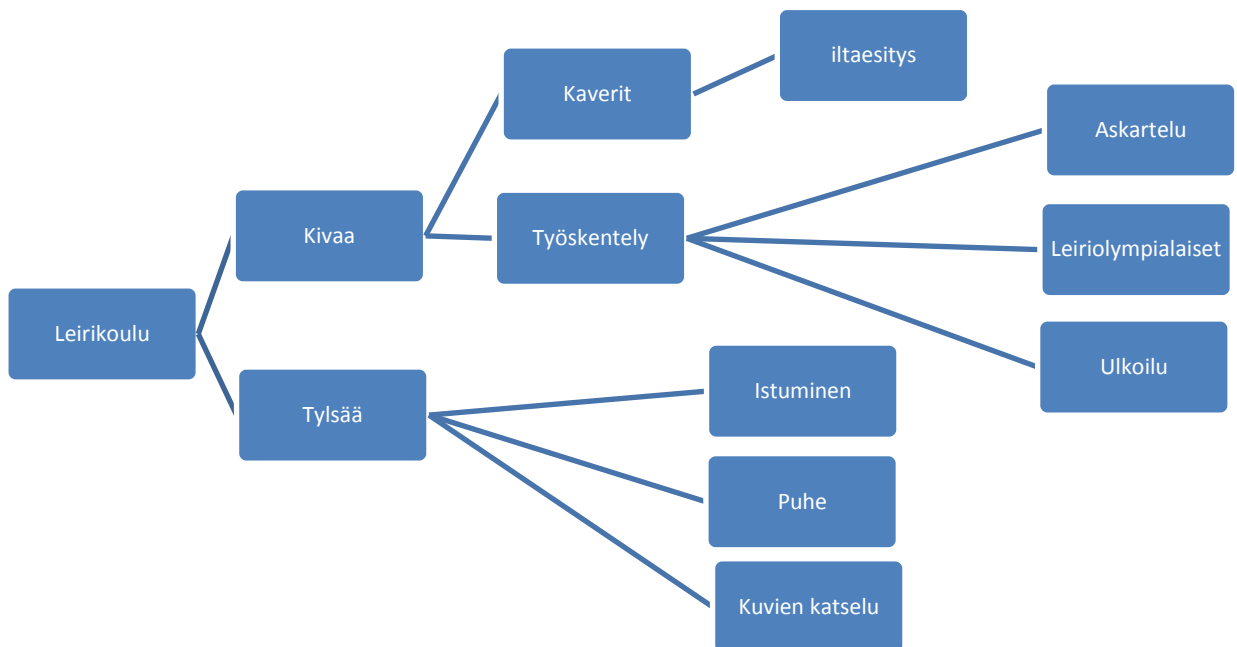 iltaesitys
Kaverit
Askartelu
Kivaa
Työskentely
Leiriolympialaiset
Leirikoulu
Ulkoilu
Tylsää
Istuminen
Puhe
Kuvien katselu